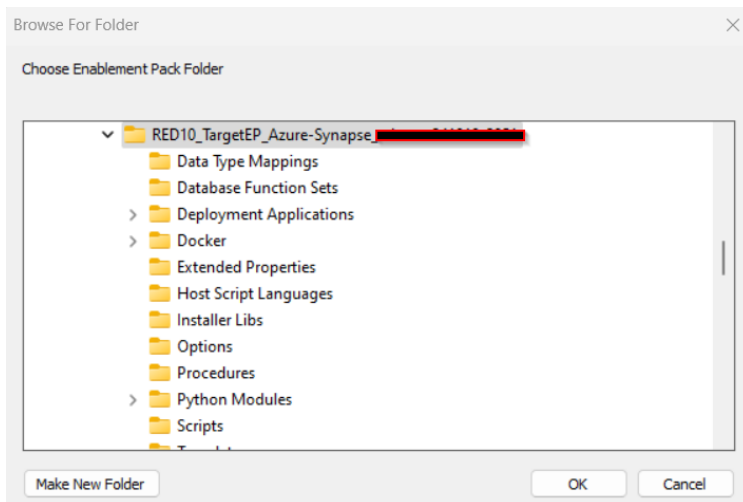 Browse For Folder
Choose Enablement Pack Folder
RED10_TargetEP_Azure-Synapse_
Data Type Mappings
Database Function Sets
Deployment Applications
Docker
Extended Properties
Host Script Languages
Installer Libs
Options
Procedures
Python Modules
Scripts
Make New Folder
OK
Cancel